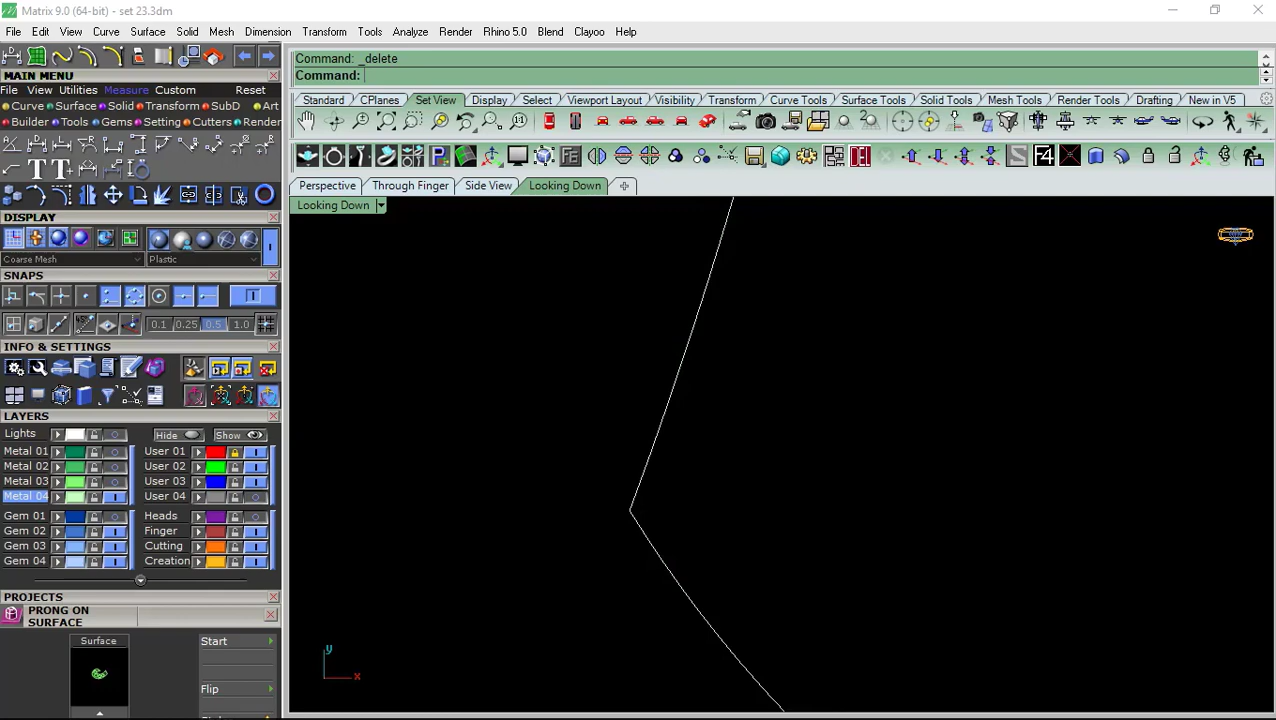 Matrix 9.0 (64-bit) - set 23.3dm
File Edit View Curve Surface Solid Mesh Dimension Transform Tools Analyze Render Rhino 5.0 Blend Clayoo Help
Command: _delete
Command:
MAIN MENU
File View Utilities Measure Custom Reset
Curve Surface Solid Transform SubD Art
Builder Tools Gems Setting Cutters Render
Standard CPlanes Set View Display Select Viewport Layout Visibility Transform Curve Tools Surface Tools Solid Tools Mesh Tools Render Tools Drafting New in V5
Perspective Through Finger Side View Looking Down
Looking Down
DISPLAY
Coarse Mesh Plastic
SNAPS
0.1 0.25 0.5 1.0
INFO & SETTINGS
LAYERS
Lights Hide Show
Metal 01 User 01
Metal 02 User 02
Metal 03 User 03
Metal 04 User 04
Gem 01 Heads
Gem 02 Finger
Gem 03 Cutting
Gem 04 Creation
PROJECTS
PRONG ON
SURFACE
Surface Start
Flip
y
x